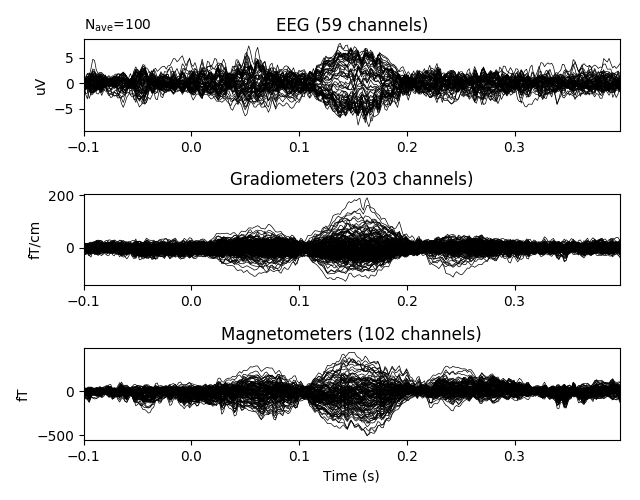 Nave=100
EEG (59 channels)
5
0
−5
uV
−0.1 0.0 0.1 0.2 0.3
Gradiometers (203 channels)
200
0
fT/cm
−0.1 0.0 0.1 0.2 0.3
Magnetometers (102 channels)
0
−500
fT
−0.1 0.0 0.1 0.2 0.3
Time (s)